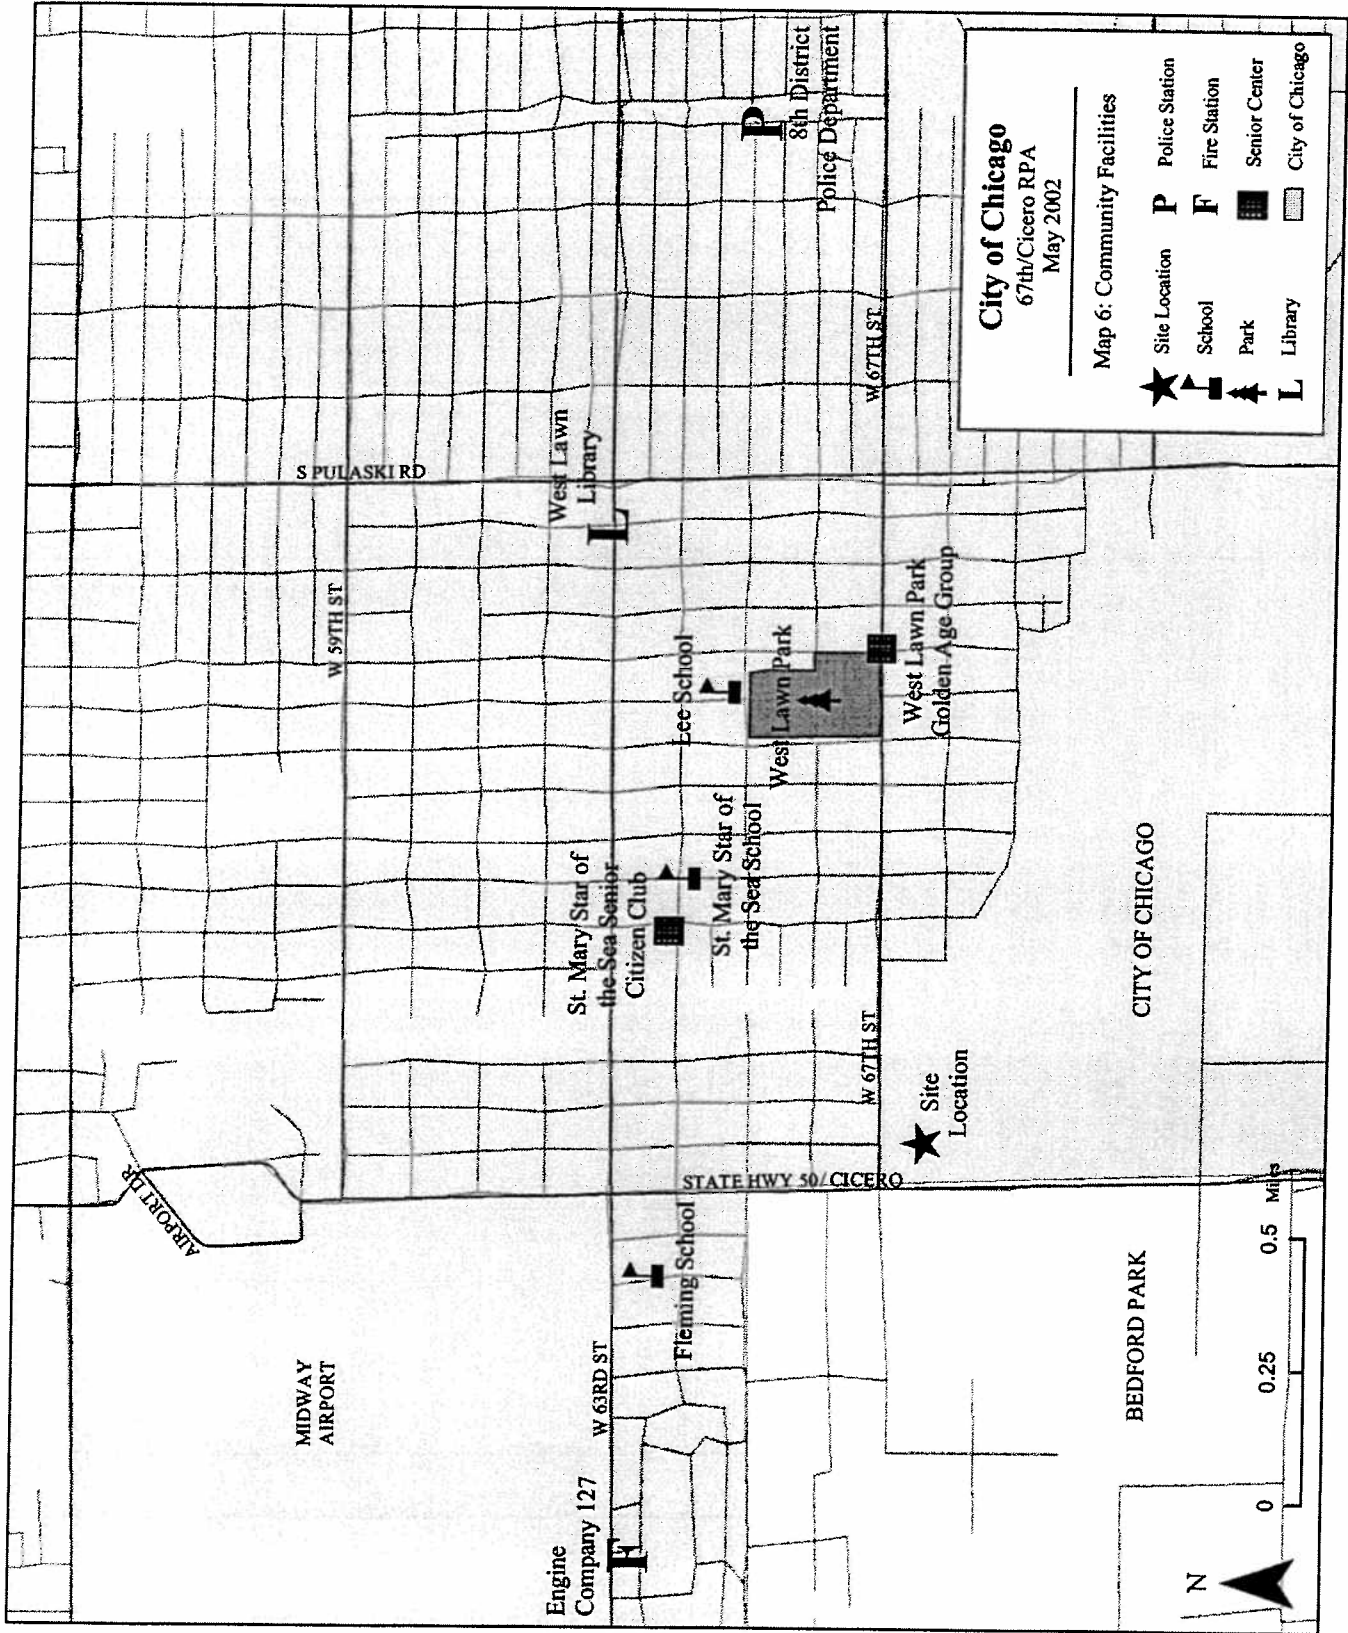 City of Chicago
67th/Cicero RPA
May 2002
Map 6: Community Facilities
Site Location
P Police Station
School
F Fire Station
Park
Senior Center
L Library
City of Chicago
S PULASKI RD
W 59TH ST
West Lawn
Library
L
P
8th District
Police Department
W 67TH ST
Lee School
West Lawn Park
West Lawn Park
Golden Age Group
St. Mary Star of
the Sea Senior
Citizen Club
St. Mary Star of
the Sea School
W 67TH ST
Site
Location
CITY OF CHICAGO
AIRPORT DR
STATE HWY 50/ CICERO
MIDWAY
AIRPORT
W 63RD ST
Fleming School
Engine
Company 127
F
BEDFORD PARK
N
0 0.25 0.5 Miles